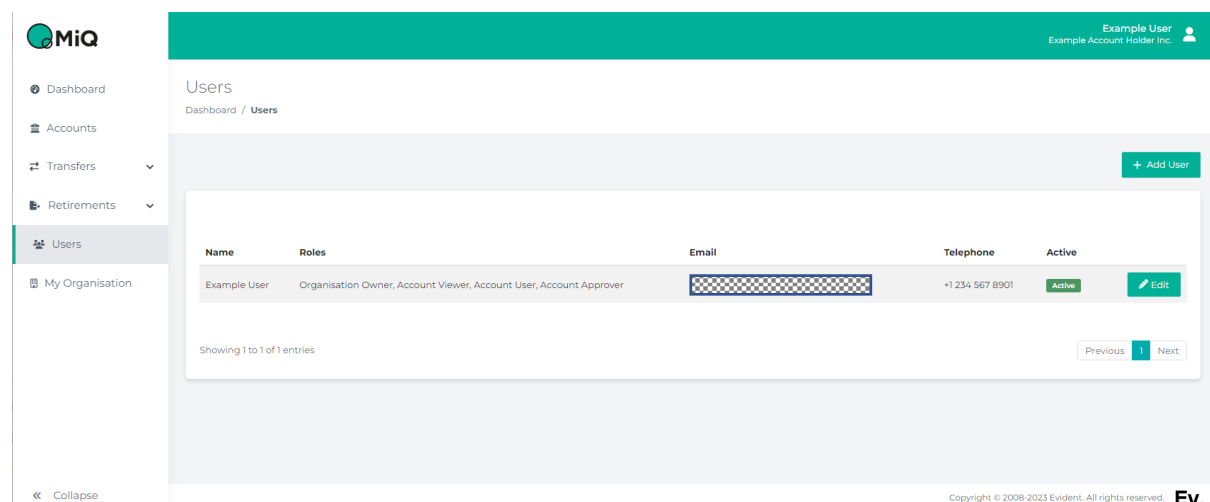 MiQ
Example User
Example Account Holder Inc.
Dashboard
Accounts
Transfers
Retirements
Users
My Organisation
Collapse
Users
Dashboard / Users
+ Add User
Name Roles Email Telephone Active
Example User Organisation Owner, Account Viewer, Account User, Account Approver +1 234 567 8901 Active Edit
Showing 1 to 1 of 1 entries
Previous 1 Next
Copyright © 2008-2023 Evident. All rights reserved. Ev